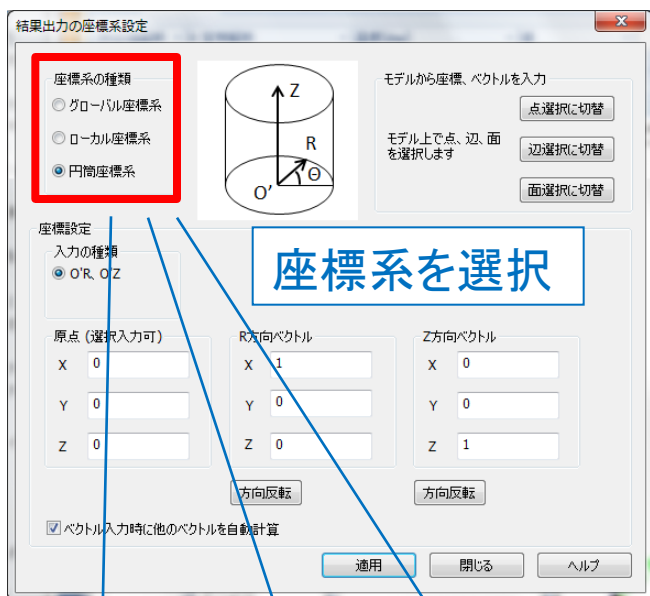 結果出力の座標系設定
座標系の種類
グローバル座標系
ローカル座標系
円筒座標系
Z
R
Θ
O'
モデルから座標、ベクトルを入力
モデル上で点、辺、面
を選択します
点選択に切替
辺選択に切替
面選択に切替
座標設定
入力の種類
O'R, O'Z
座標系を選択
原点 (選択入力可)
X 0
Y 0
Z 0
R方向ベクトル
X 1
Y 0
Z 0
方向反転
Z方向ベクトル
X 0
Y 0
Z 1
方向反転
ベクトル入力時に他のベクトルを自動計算
適用
閉じる
ヘルプ